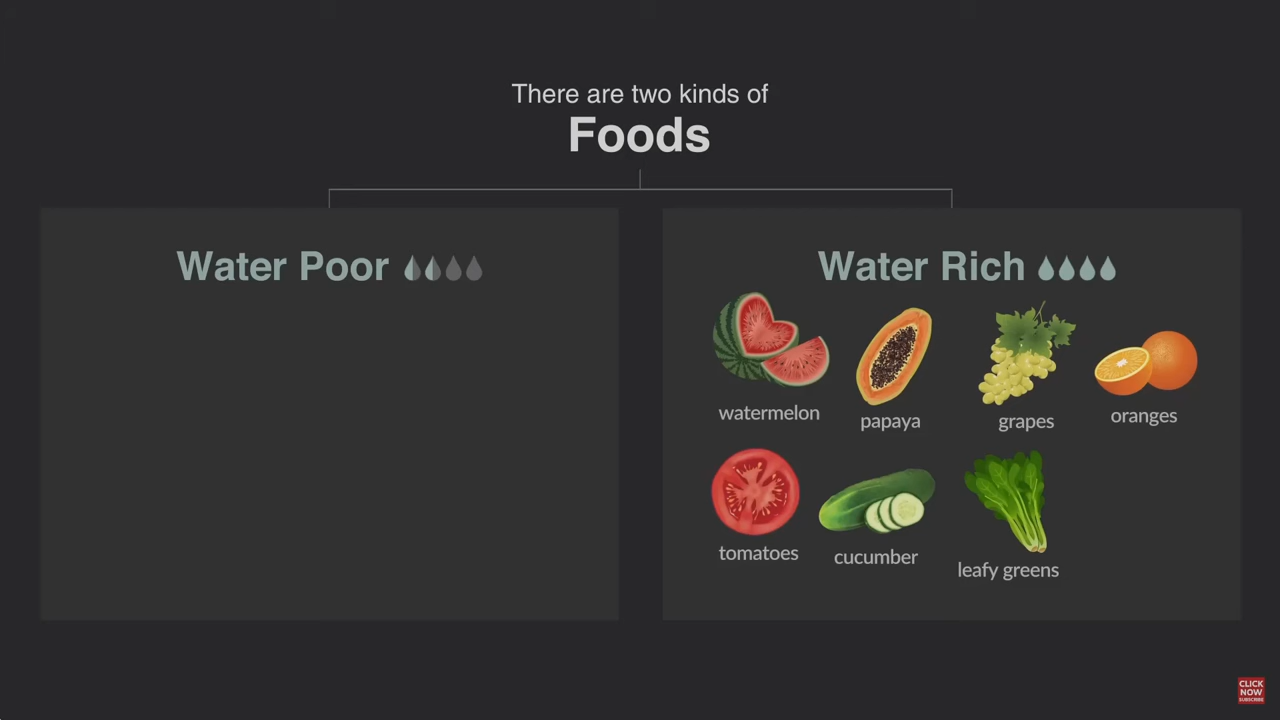 There are two kinds of
Foods
Water Poor
Water Rich
watermelon
papaya
grapes
oranges
tomatoes
cucumber
leafy greens
CLICK
NOW
SUBSCRIBE